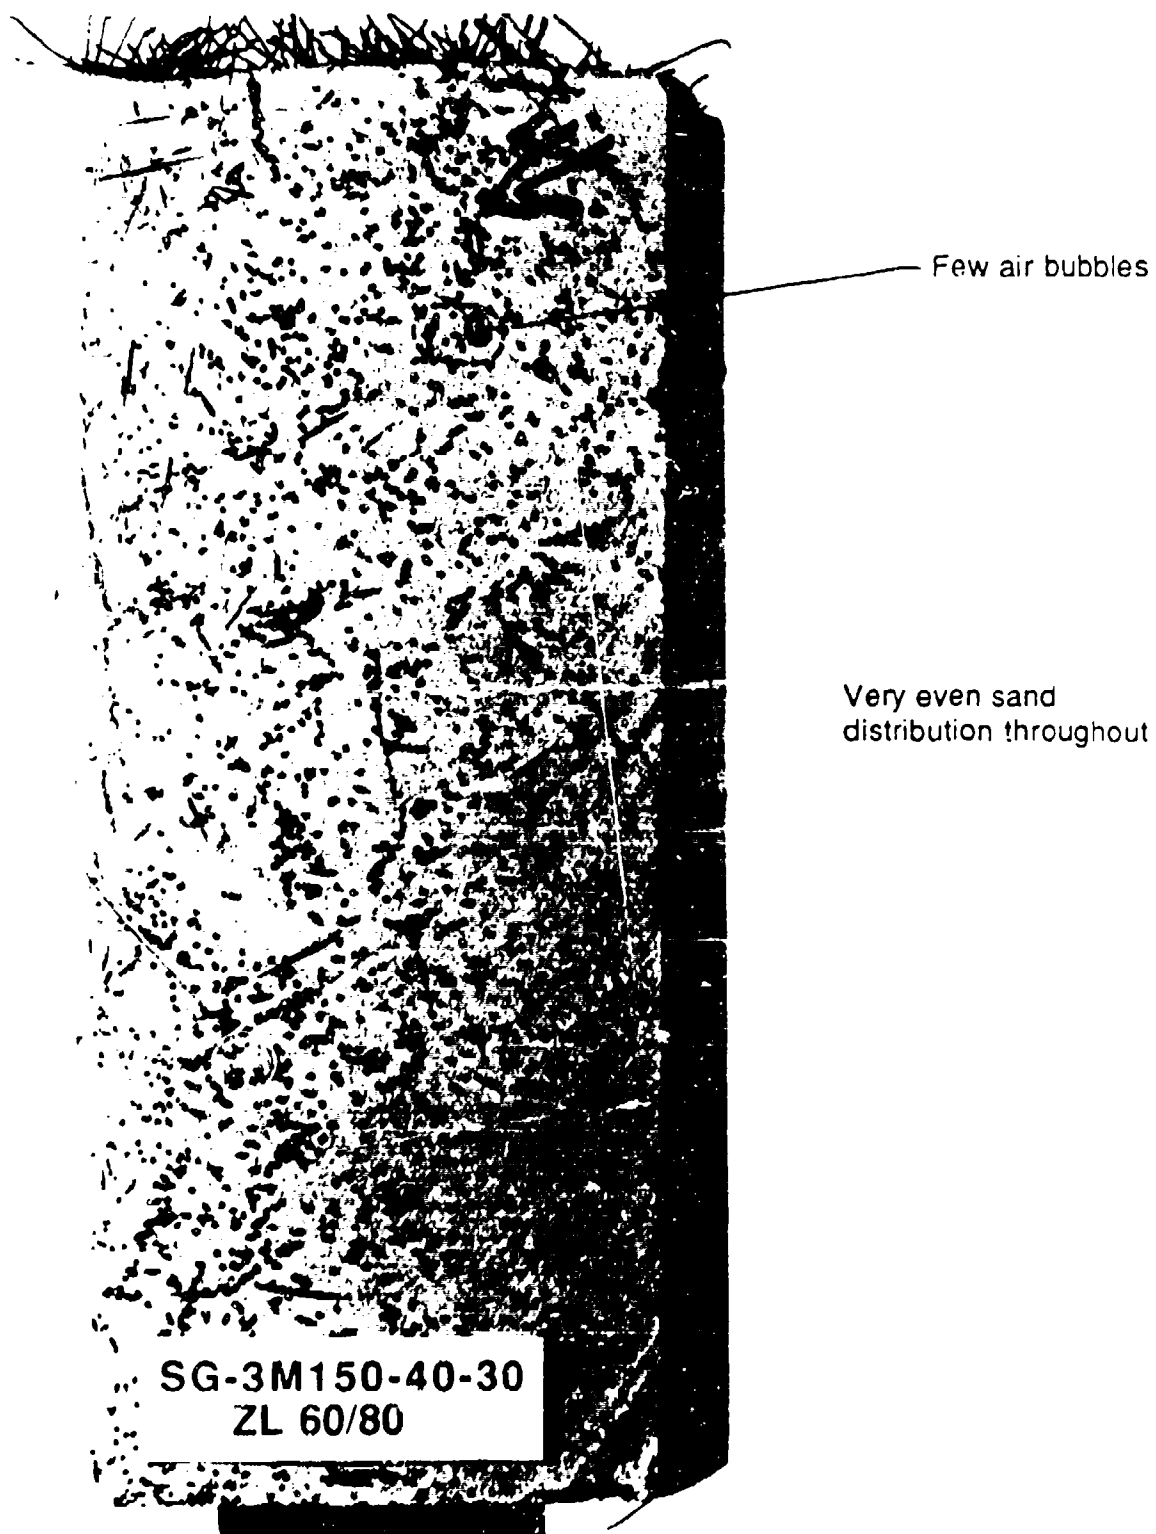 Few air bubbles
Very even sand
distribution throughout
SG-3M150-40-30
ZL 60/80